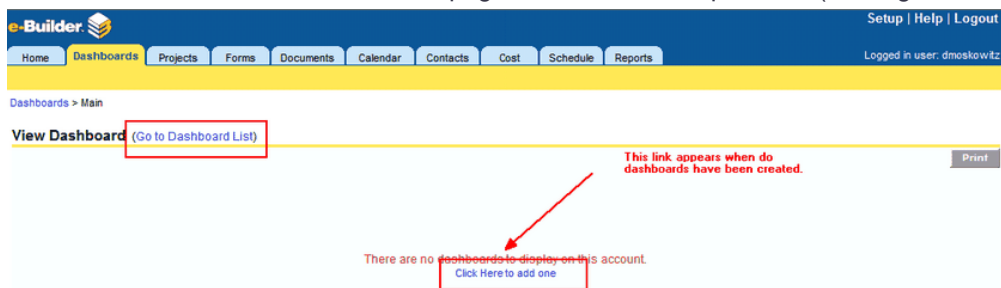 e-Builder.
Setup | Help | Logout
Home Dashboards Projects Forms Documents Calendar Contacts Cost Schedule Reports
Logged in user: dmoskowitz
Dashboards > Main
View Dashboard (Go to Dashboard List)
This link appears when do
dashboards have been created.
Print
There are no dashboards to display on this account.
Click Here to add one